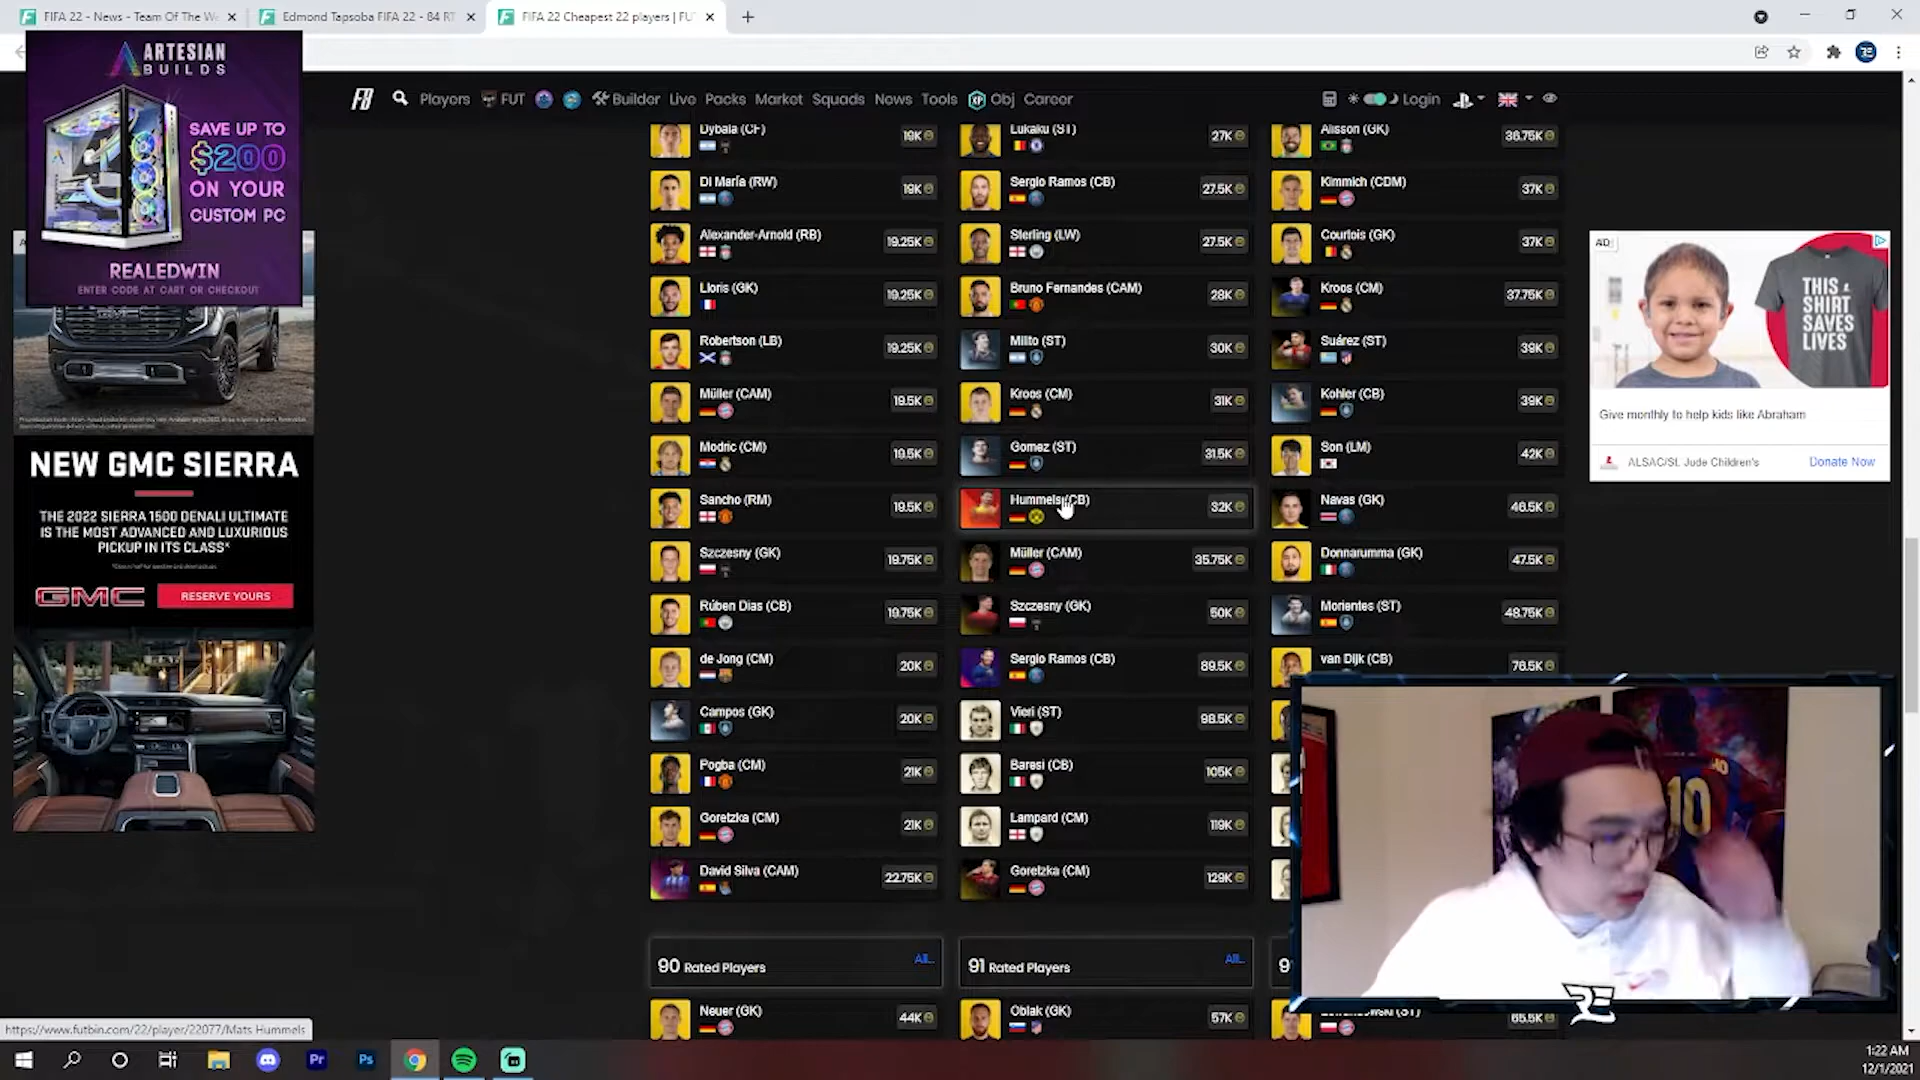 FIFA 22 - News - Team Of The We
Edmond Tapsoba FIFA 22 - 84 RT
FIFA 22 Cheapest 22 players | FU
ARTESIAN
BUILDS
SAVE UP TO
$200
ON YOUR
CUSTOM PC
REALEDWIN
ENTER CODE AT CART OR CHECKOUT
NEW GMC SIERRA
THE 2022 SIERRA 1500 DENALI ULTIMATE
IS THE MOST ADVANCED AND LUXURIOUS
PICKUP IN ITS CLASS*
GMC
RESERVE YOURS
FB Players FUT Builder Live Packs Market Squads News Tools Obj Career Login
Dybala (CF) 19K
Di María (RW) 19K
Alexander-Arnold (RB) 19.25K
Lloris (GK) 19.25K
Robertson (LB) 19.25K
Müller (CAM) 19.5K
Modric (CM) 19.5K
Sancho (RM) 19.5K
Szczesny (GK) 19.75K
Rúben Dias (CB) 19.75K
de Jong (CM) 20K
Campos (GK) 20K
Pogba (CM) 21K
Goretzka (CM) 21K
David Silva (CAM) 22.75K
90 Rated Players All..
Neuer (GK) 44K
Lukaku (ST) 27K
Sergio Ramos (CB) 27.5K
Sterling (LW) 27.5K
Bruno Fernandes (CAM) 28K
Milito (ST) 30K
Kroos (CM) 31K
Gomez (ST) 31.5K
Hummels (CB) 32K
Müller (CAM) 35.75K
Szczesny (GK) 50K
Sergio Ramos (CB) 89.5K
Vieri (ST) 98.5K
Baresi (CB) 105K
Lampard (CM) 119K
Goretzka (CM) 129K
91 Rated Players All..
Oblak (GK) 57K
Alisson (GK) 36.75K
Kimmich (CDM) 37K
Courtois (GK) 37K
Kroos (CM) 37.75K
Suárez (ST) 39K
Kohler (CB) 39K
Son (LM) 42K
Navas (GK) 46.5K
Donnarumma (GK) 47.5K
Morientes (ST) 48.75K
van Dijk (CB) 76.5K
65.5K
AD
THIS
SHIRT
SAVES
LIVES
Give monthly to help kids like Abraham
ALSAC/St. Jude Children's
Donate Now
10
RE
https://www.futbin.com/22/player/22077/Mats Hummels
Pr
Ps
1:22 AM
12/1/2021